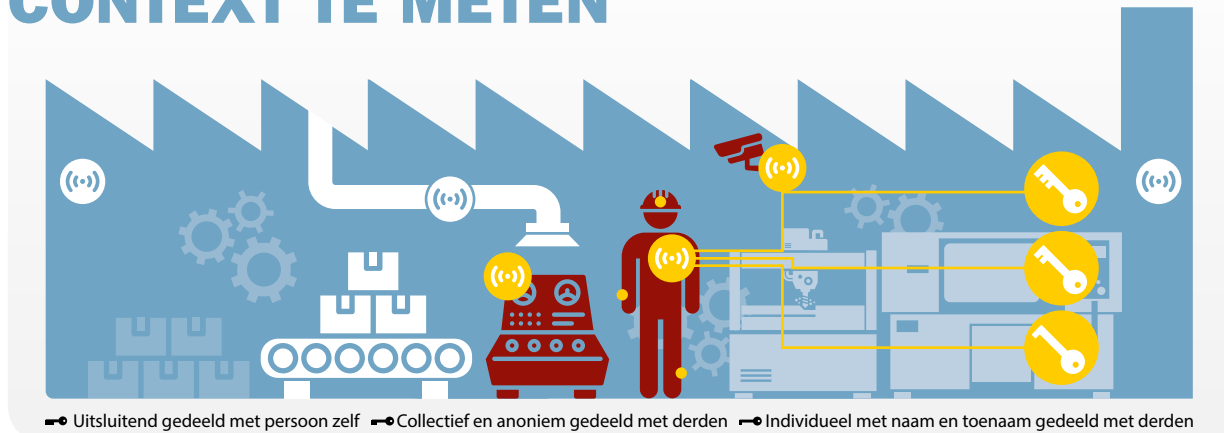 CONTEXT TE METEN
Uitsluitend gedeeld met persoon zelf Collectief en anoniem gedeeld met derden Individueel met naam en toenaam gedeeld met derden